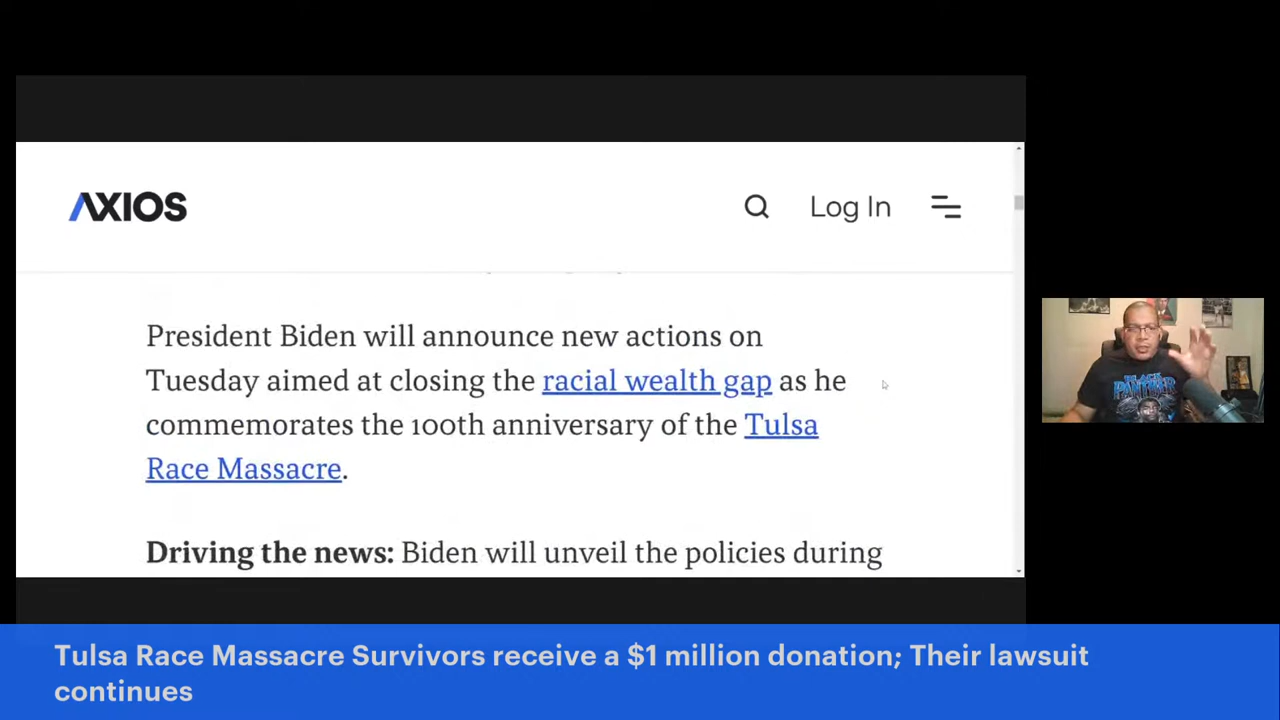 AXIOS
Log In
President Biden will announce new actions on
Tuesday aimed at closing the racial wealth gap as he
commemorates the 100th anniversary of the Tulsa
Race Massacre.
Driving the news: Biden will unveil the policies during
BLACK
PANTHER
Tulsa Race Massacre Survivors receive a $1 million donation; Their lawsuit
continues